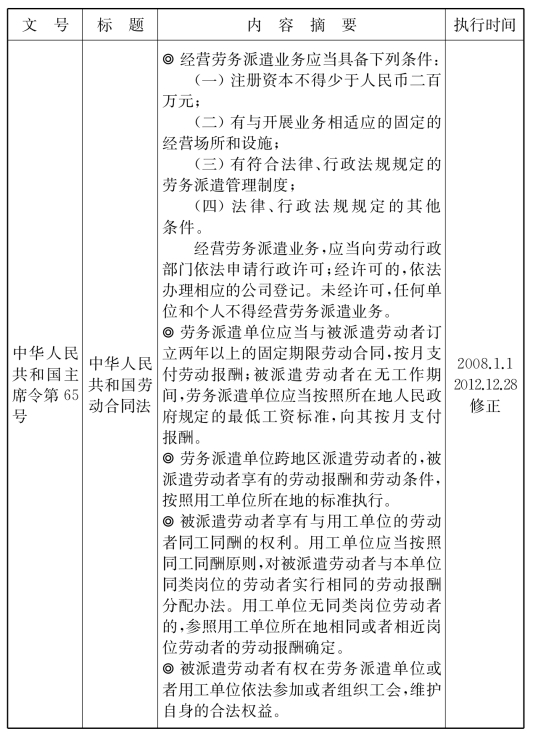 文 号
标 题
内 容 摘 要
执行时间
中华人民
共和国主
席令第 65
号
中华人民
共和国劳
动合同法
◎ 经营劳务派遣业务应当具备下列条件：
（一）注册资本不得少于人民币二百
万元；
（二）有与开展业务相适应的固定的
经营场所和设施；
（三）有符合法律、行政法规规定的
劳务派遣管理制度；
（四）法律、行政法规规定的其他
条件。
经营劳务派遣业务，应当向劳动行政
部门依法申请行政许可；经许可的，依法
办理相应的公司登记。未经许可，任何单
位和个人不得经营劳务派遣业务。
◎ 劳务派遣单位应当与被派遣劳动者订
立两年以上的固定期限劳动合同，按月支
付劳动报酬；被派遣劳动者在无工作期
间，劳务派遣单位应当按照所在地人民政
府规定的最低工资标准，向其按月支付
报酬。
◎ 劳务派遣单位跨地区派遣劳动者的，被
派遣劳动者享有的劳动报酬和劳动条件，
按照用工单位所在地的标准执行。
◎ 被派遣劳动者享有与用工单位的劳动
者同工同酬的权利。用工单位应当按照
同工同酬原则，对被派遣劳动者与本单位
同类岗位的劳动者实行相同的劳动报酬
分配办法。用工单位无同类岗位劳动者
的，参照用工单位所在地相同或者相近岗
位劳动者的劳动报酬确定。
◎ 被派遣劳动者有权在劳务派遣单位或
者用工单位依法参加或者组织工会，维护
自身的合法权益。
2008.1.1
2012.12.28
修正